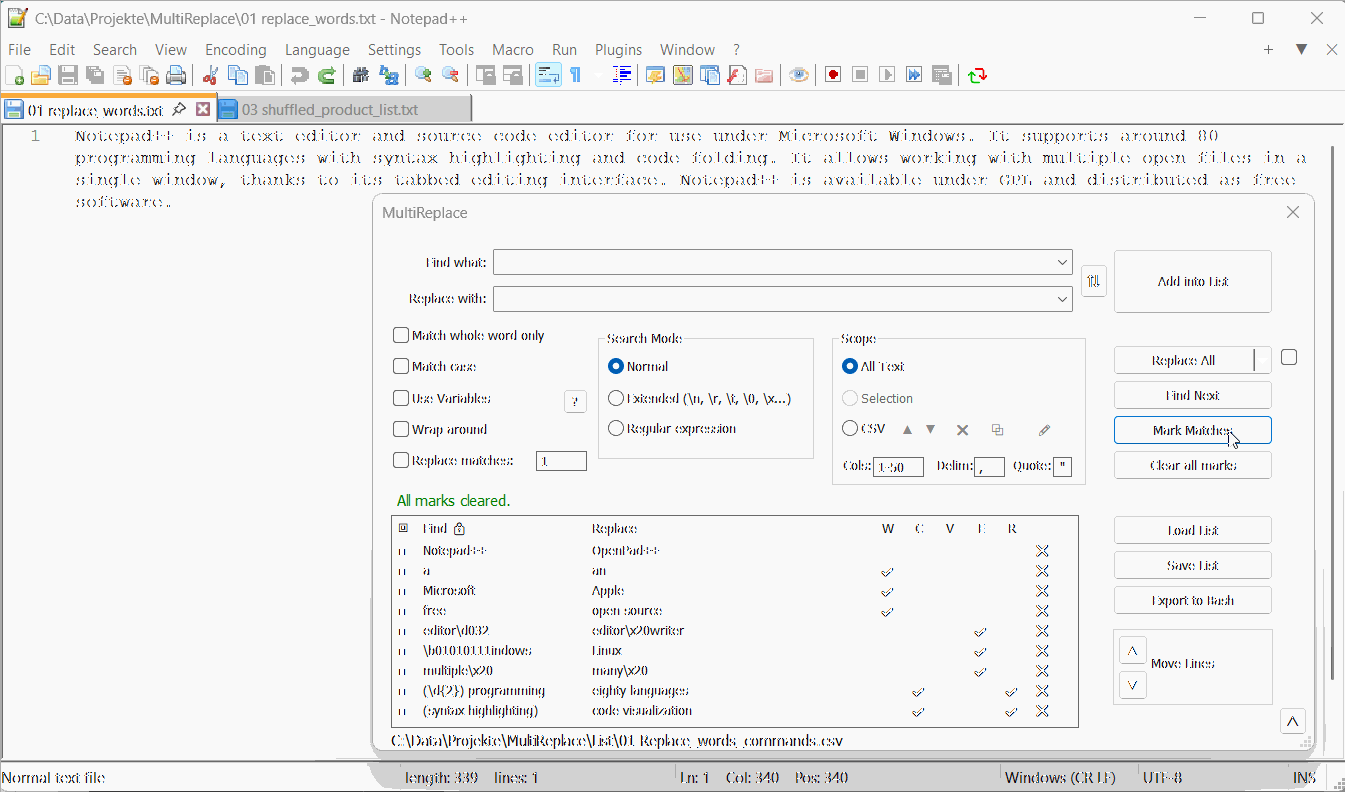 C:\Data\Projekte\MultiReplace\01 replace_words.txt - Notepad++
File Edit Search View Encoding Language Settings Tools Macro Run Plugins Window ?
01 replace_words.txt 03 shuffled_product_list.txt
1 Notepad++ is a text editor and source code editor for use under Microsoft Windows. It supports around 80
programming languages with syntax highlighting and code folding. It allows working with multiple open files in a
single window, thanks to its tabbed editing interface. Notepad++ is available under GPL and distributed as free
software.
MultiReplace
Find what:
Add into List
Replace with:
Match whole word only
Search Mode
Scope
Match case
Normal
All Text
Replace All
Use Variables
?
Extended (\n, \r, \t, \0, \x...)
Selection
Find Next
Wrap around
Regular expression
CSV
Mark Matches
Replace matches: 1
Cols: 1-50 Delim: , Quote: "
Clear all marks
All marks cleared.
Find Replace W C V E R
Load List
Notepad++ OpenPad++
a an
Save List
Microsoft Apple
Export to Bash
free open source
editor\d032 editor\x20writer
\b01010111indows Linux
multiple\x20 many\x20
Move Lines
(\d{2}) programming eighty languages
(syntax highlighting) code visualization
C:\Data\Projekte\MultiReplace\List\01 Replace_words_commands.csv
Normal text file length: 339 lines: 1 Ln: 1 Col: 340 Pos: 340 Windows (CR LF) UTF-8 INS